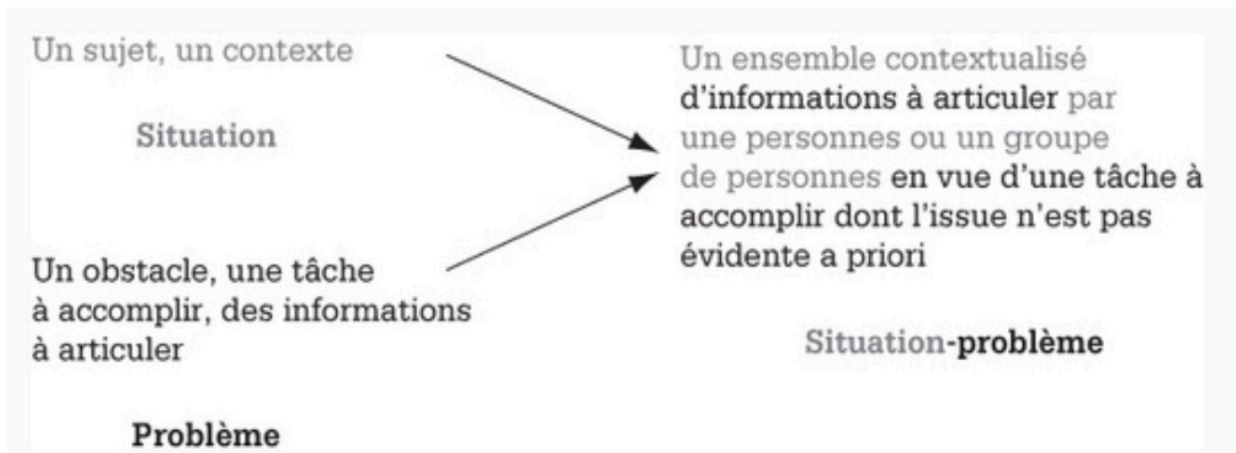 Un sujet, un contexte
Situation
Un obstacle, une tâche
à accomplir, des informations
à articuler
Problème
Un ensemble contextualisé
d'informations à articuler par
une personnes ou un groupe
de personnes en vue d'une tâche à
accomplir dont l'issue n'est pas
évidente a priori
Situation-problème